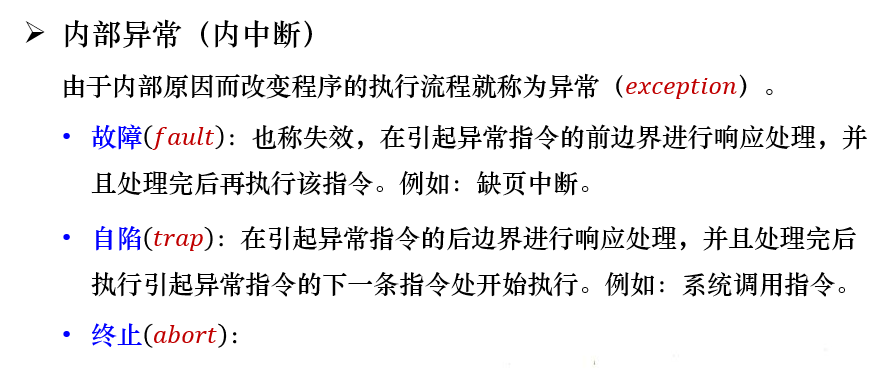 ➢ 内部异常（内中断）
由于内部原因而改变程序的执行流程就称为异常（exception）。
• 故障(fault)：也称失效，在引起异常指令的前边界进行响应处理，并
且处理完后再执行该指令。例如：缺页中断。
• 自陷(trap)：在引起异常指令的后边界进行响应处理，并且处理完后
执行引起异常指令的下一条指令处开始执行。例如：系统调用指令。
• 终止(abort)：